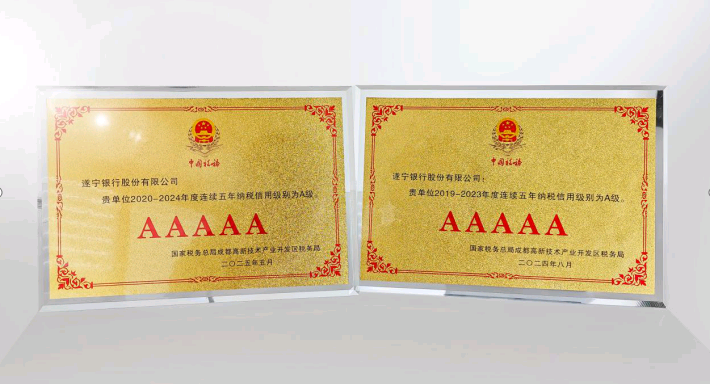 中国税务
遂宁银行股份有限公司
贵单位2020-2024年度连续五年纳税信用级别为A级。
AAAAA
国家税务总局成都高新技术产业开发区税务局
二〇二五年五月
中国税务
遂宁银行股份有限公司:
贵单位2019-2023年度连续五年纳税信用级别为A级。
AAAAA
国家税务总局成都高新技术产业开发区税务局
二〇二四年八月